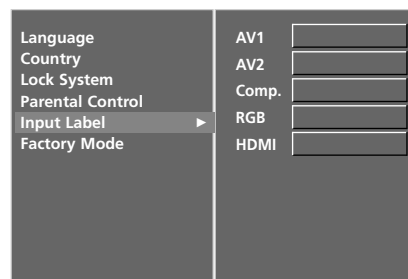 Language
Country
Lock System
Parental Control
Input Label ►
Factory Mode
AV1
AV2
Comp.
RGB
HDMI